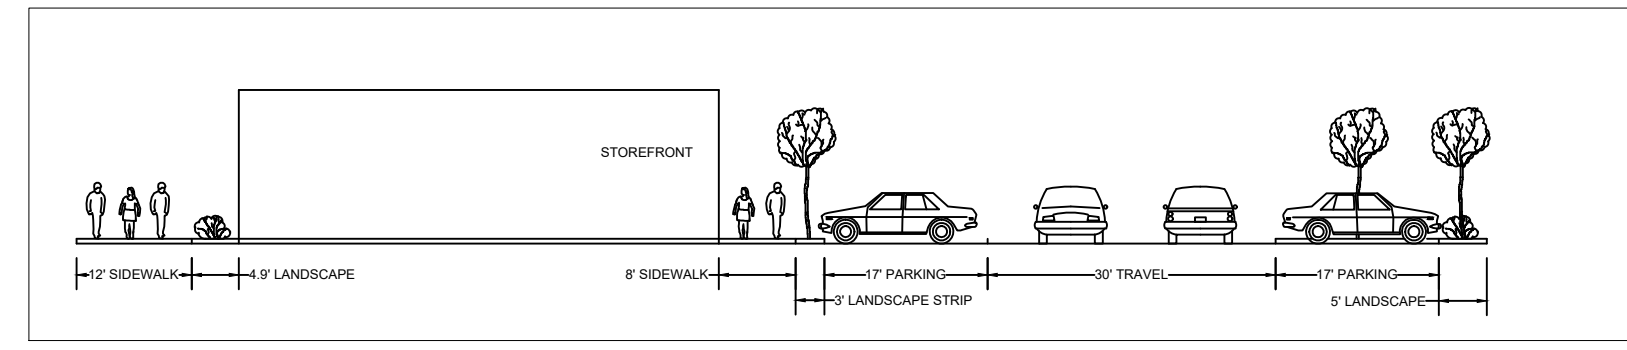 STOREFRONT
12' SIDEWALK
4.9' LANDSCAPE
8' SIDEWALK
17' PARKING
30' TRAVEL
17' PARKING
3' LANDSCAPE STRIP
5' LANDSCAPE